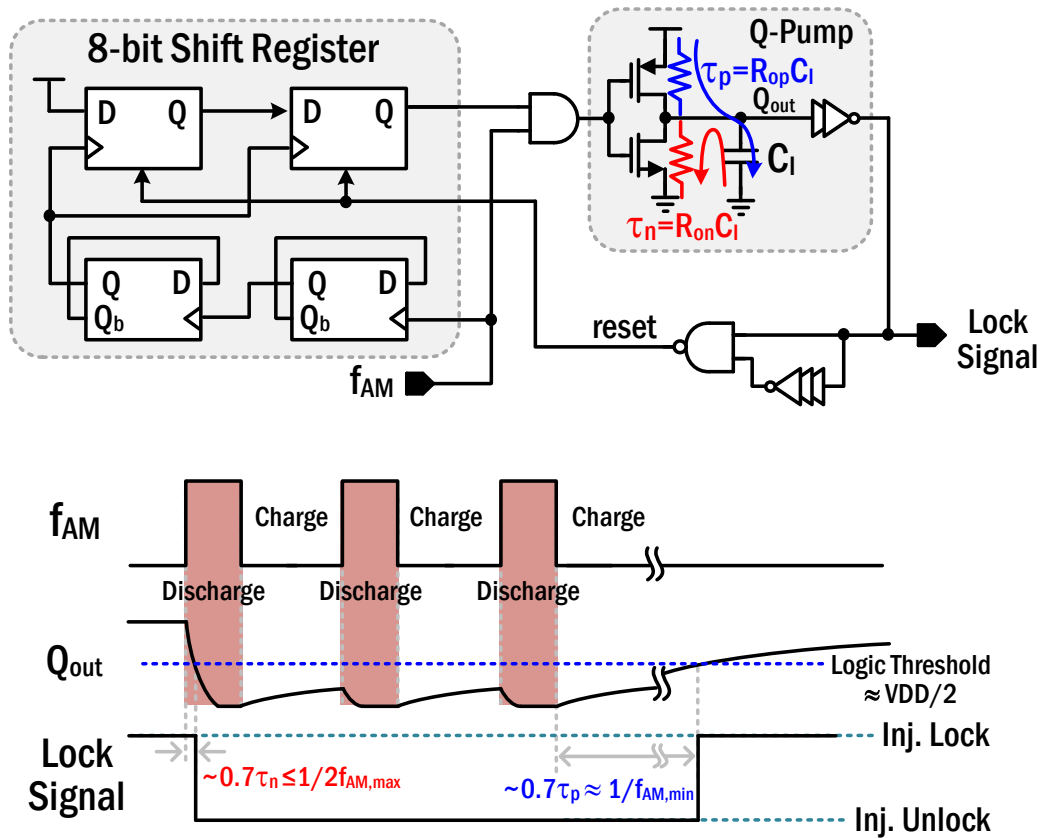 8-bit Shift Register
Q-Pump
D Q
D Q
τp=RopCl
Qout
Cl
τn=RonCl
Q D
Qb
Q D
Qb
fAM
reset
Lock
Signal
fAM
Charge
Charge
Charge
Discharge
Discharge
Discharge
Qout
Logic Threshold
≈ VDD/2
Lock
Signal
~0.7τn≤1/2fAM,max
~0.7τp≈ 1/fAM,min
Inj. Lock
Inj. Unlock